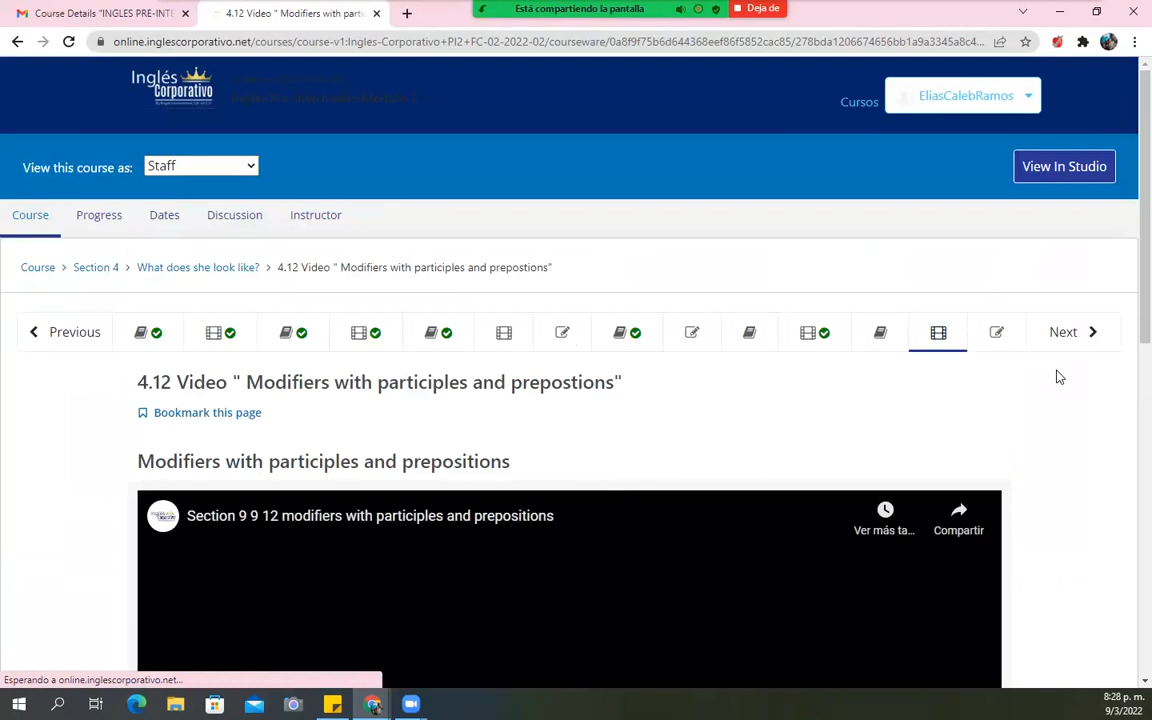 Course Details "INGLES PRE-INTE
4.12 Video " Modifiers with parti
Está compartiendo la pantalla
Deja de
online.inglescorporativo.net/courses/course-v1:Ingles-Corporativo+PI2+FC-02-2022-02/courseware/0a8f9f75b6d644368eef86f5852cac85/278bda1206674656bb1a9a3345a8c4...
Inglés
Corporativo
Cursos
EliasCalebRamos
View this course as:
Staff
View In Studio
Course
Progress
Dates
Discussion
Instructor
Course > Section 4 > What does she look like? > 4.12 Video " Modifiers with participles and prepostions"
Previous
Next
4.12 Video " Modifiers with participles and prepostions"
Bookmark this page
Modifiers with participles and prepositions
Section 9 9 12 modifiers with participles and prepositions
Ver más ta...
Compartir
Esperando a online.inglescorporativo.net...
8:28 p. m.
9/3/2022